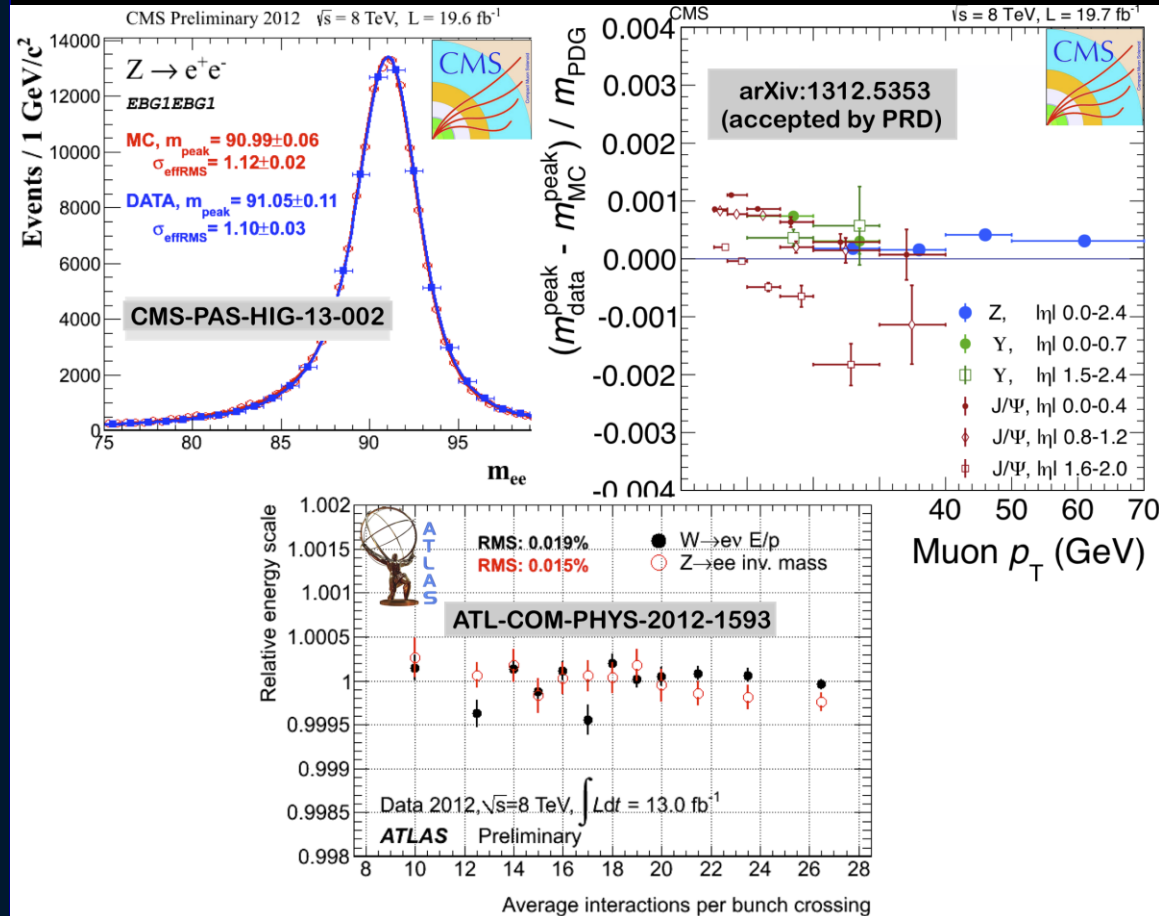 CMS Preliminary 2012 √s = 8 TeV, L = 19.6 fb⁻¹
Events / 1 GeV/c²
14000
12000
10000
8000
6000
4000
2000
0
Z → e⁺e⁻
EBG1EBG1
MC, m_peak = 90.99±0.06
σ_effRMS = 1.12±0.02
DATA, m_peak = 91.05±0.11
σ_effRMS = 1.10±0.03
CMS
CMS-PAS-HIG-13-002
75 80 85 90 95
m_ee
CMS √s = 8 TeV, L = 19.7 fb⁻¹
(m_data^peak - m_MC^peak) / m_PDG
0.004
0.003
0.002
0.001
0.000
-0.001
-0.002
-0.003
-0.004
arXiv:1312.5353
(accepted by PRD)
CMS
Z, |η| 0.0-2.4
Υ, |η| 0.0-0.7
Υ, |η| 1.5-2.4
J/Ψ, |η| 0.0-0.4
J/Ψ, |η| 0.8-1.2
J/Ψ, |η| 1.6-2.0
40 50 60 70
Muon p_T (GeV)
Relative energy scale
1.002
1.0015
1.001
1.0005
1
0.9995
0.999
0.9985
0.998
ATLAS
RMS: 0.019%
RMS: 0.015%
W→eν E/p
Z→ee inv. mass
ATL-COM-PHYS-2012-1593
Data 2012, √s=8 TeV, ∫Ldt = 13.0 fb⁻¹
ATLAS Preliminary
8 10 12 14 16 18 20 22 24 26 28
Average interactions per bunch crossing